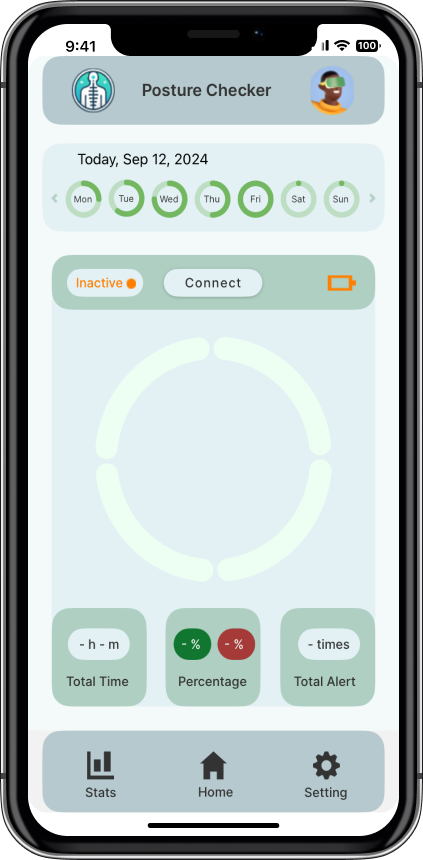 9:41
100
Posture Checker
Today, Sep 12, 2024
Mon Tue Wed Thu Fri Sat Sun
Inactive Connect
- h - m - % - % - times
Total Time Percentage Total Alert
Stats Home Setting